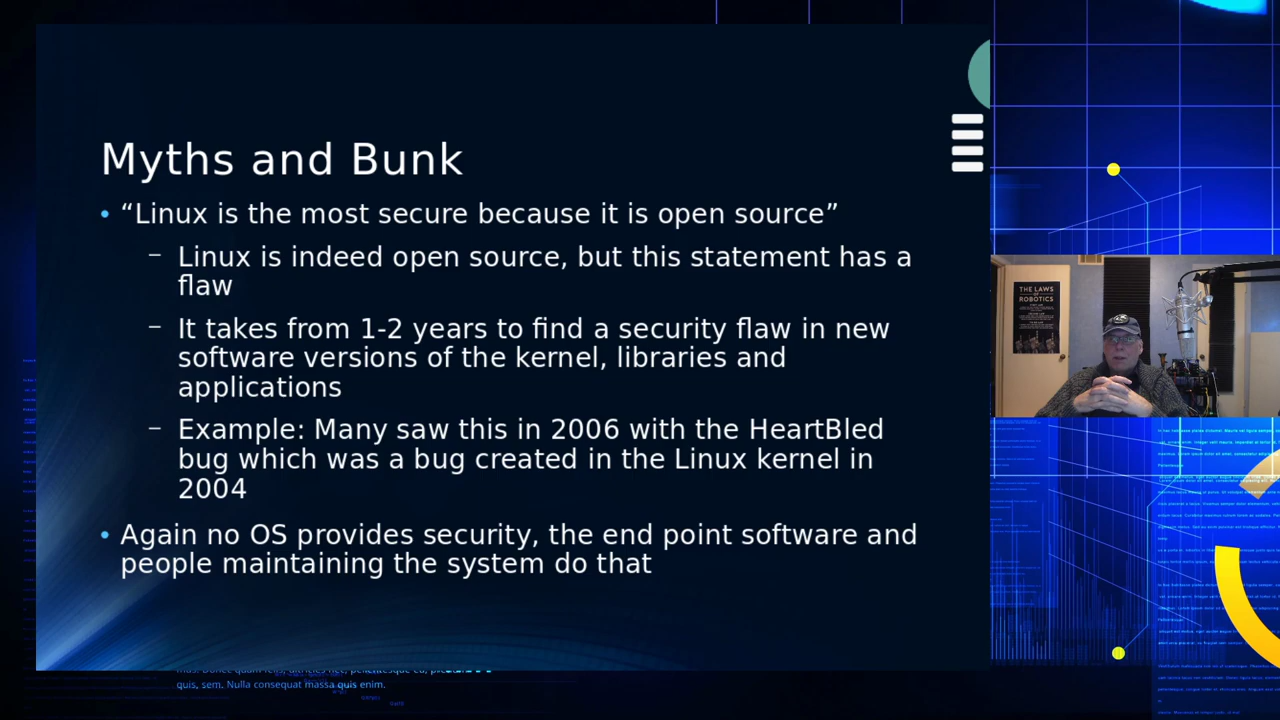 Myths and Bunk
• “Linux is the most secure because it is open source”
– Linux is indeed open source, but this statement has a
flaw
– It takes from 1-2 years to find a security flaw in new
software versions of the kernel, libraries and
applications
– Example: Many saw this in 2006 with the HeartBled
bug which was a bug created in the Linux kernel in
2004
• Again no OS provides security, the end point software and
people maintaining the system do that
THE LAWS
OF
ROBOTICS
quis, sem. Nulla consequat massa quis enim.